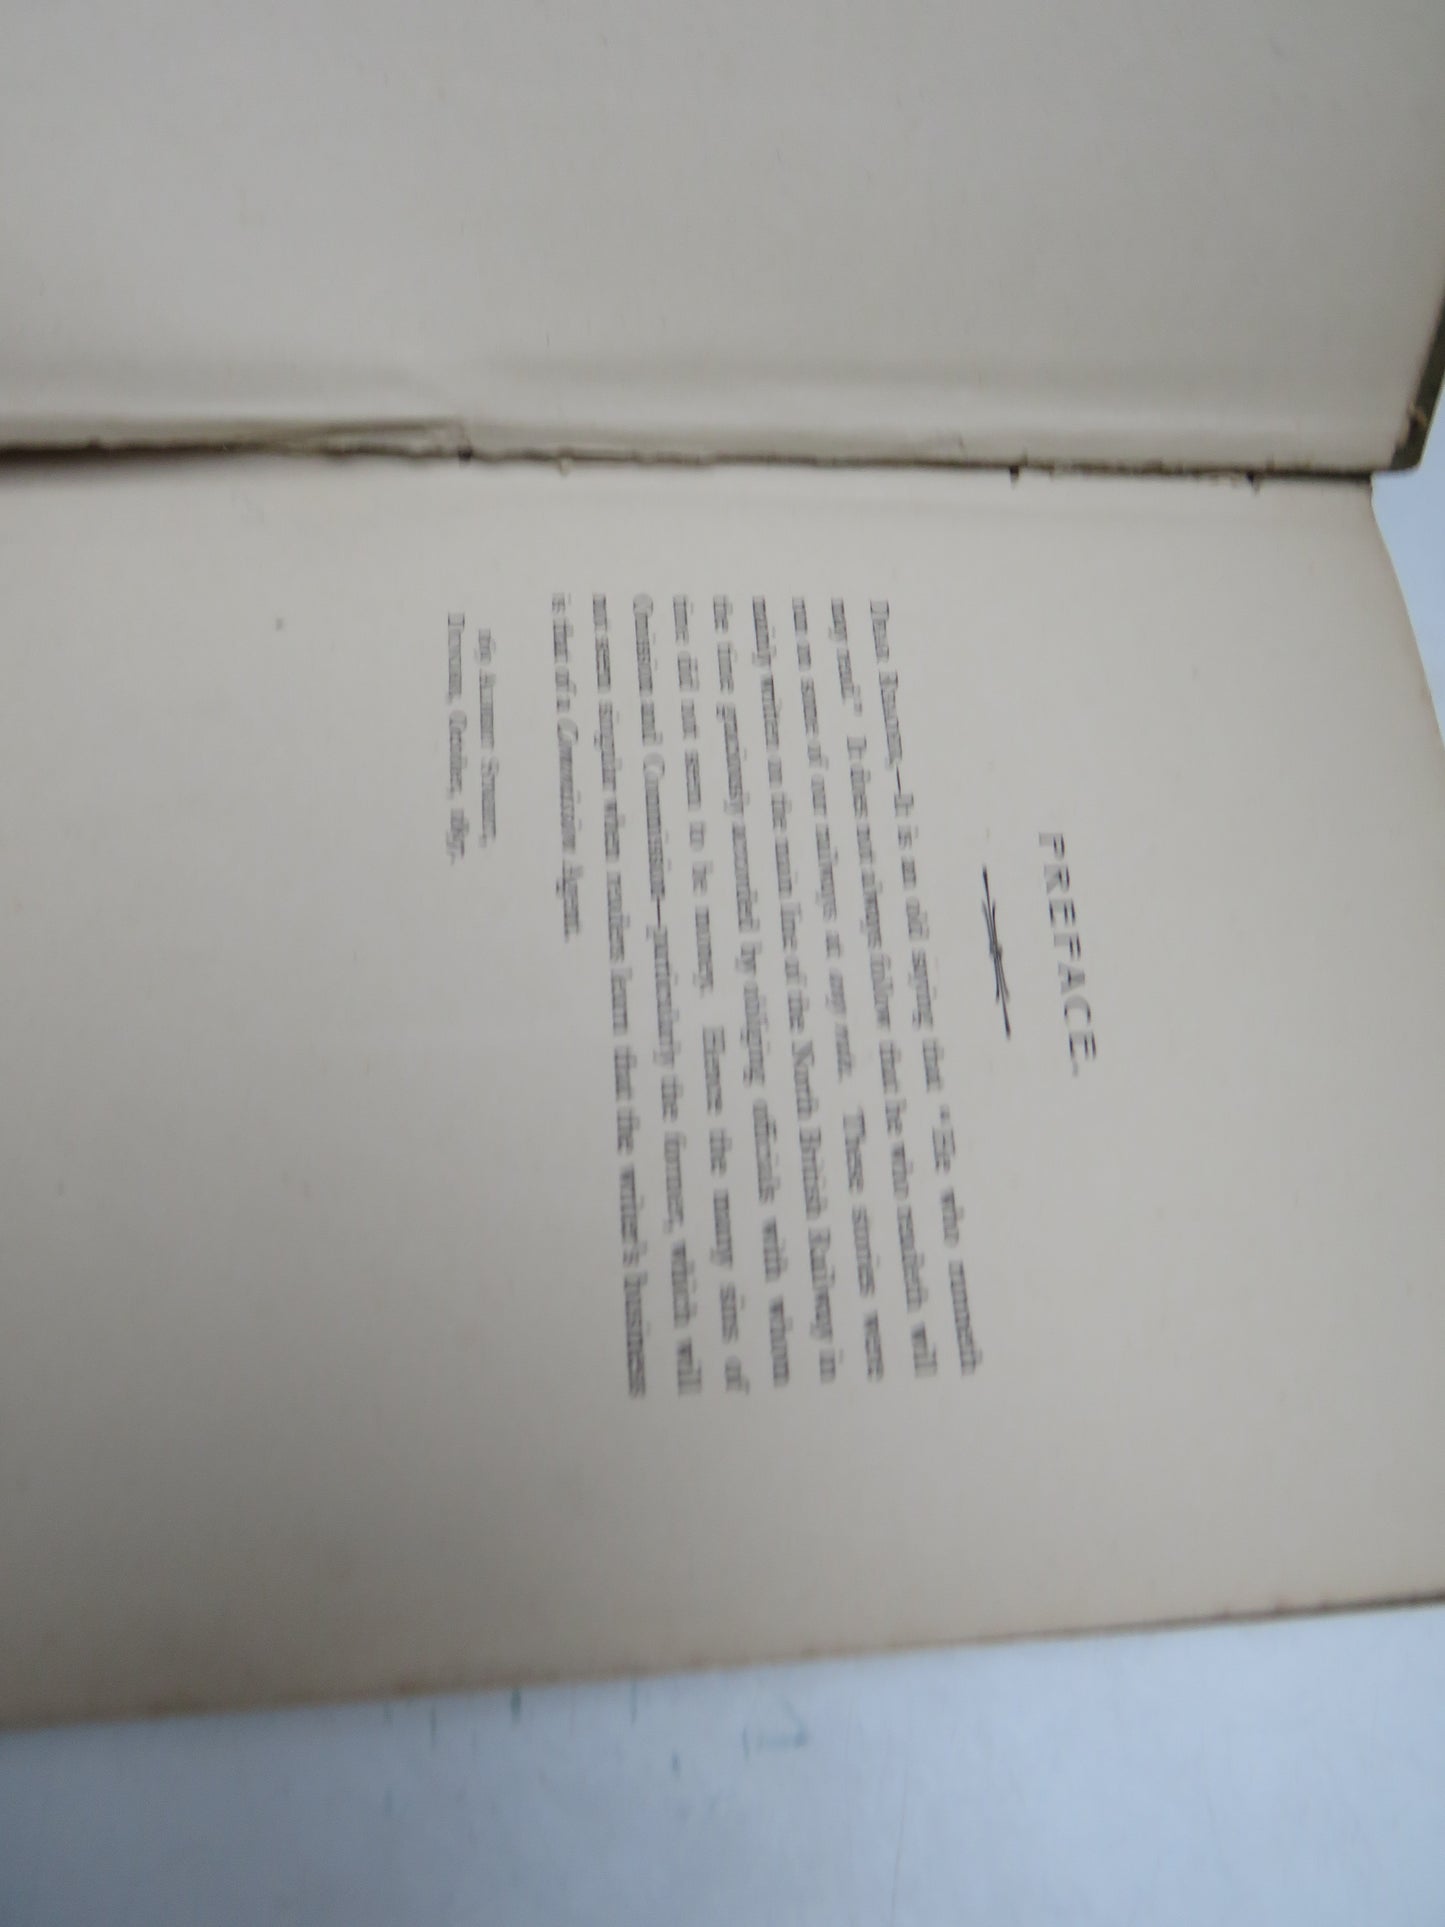 PREFACE.
DEAR READER,—It is an old saying that "He who runneth
may read." It does not always follow that he who readeth will
run on some of our railways at any rate. These stories were
mainly written on the main line of the North British Railway in
the time graciously accorded by obliging officials with whom
time did not seem to be money. Hence the many sins of
Omission and Commission—particularly the former, which will
not seem singular when readers learn that the writer's business
is that of a Commission Agent.
ALBERT STREET,
DUNDEE, October, 1897.